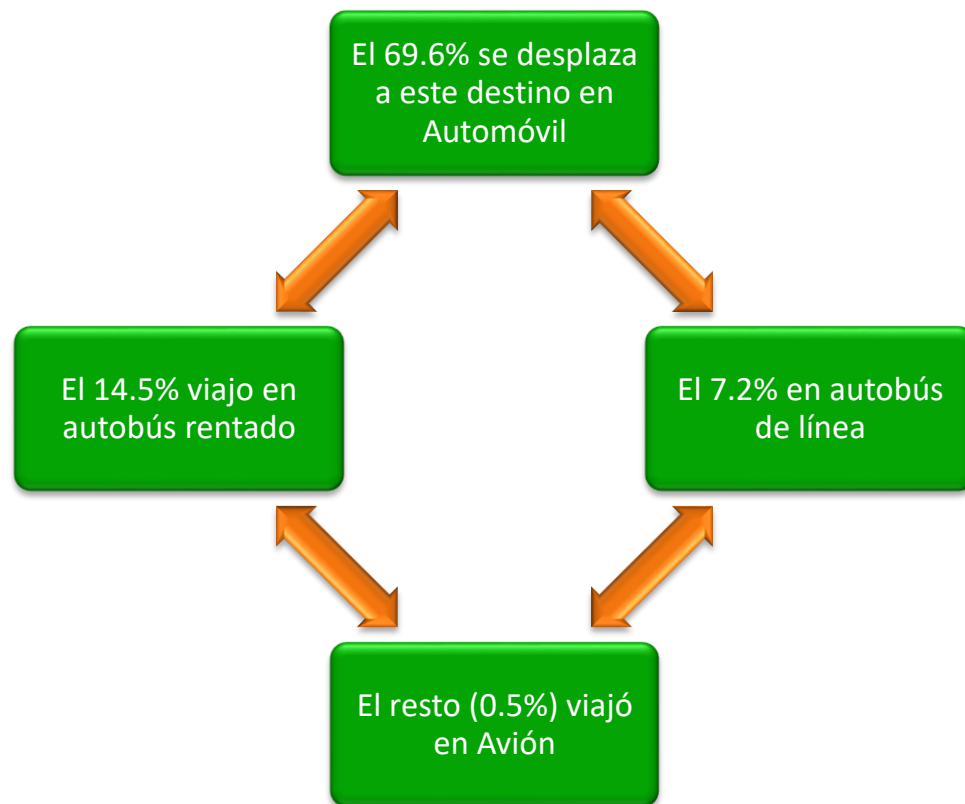 El 69.6% se desplaza
a este destino en
Automóvil
El 14.5% viajo en
autobús rentado
El 7.2% en autobús
de línea
El resto (0.5%) viajó
en Avión